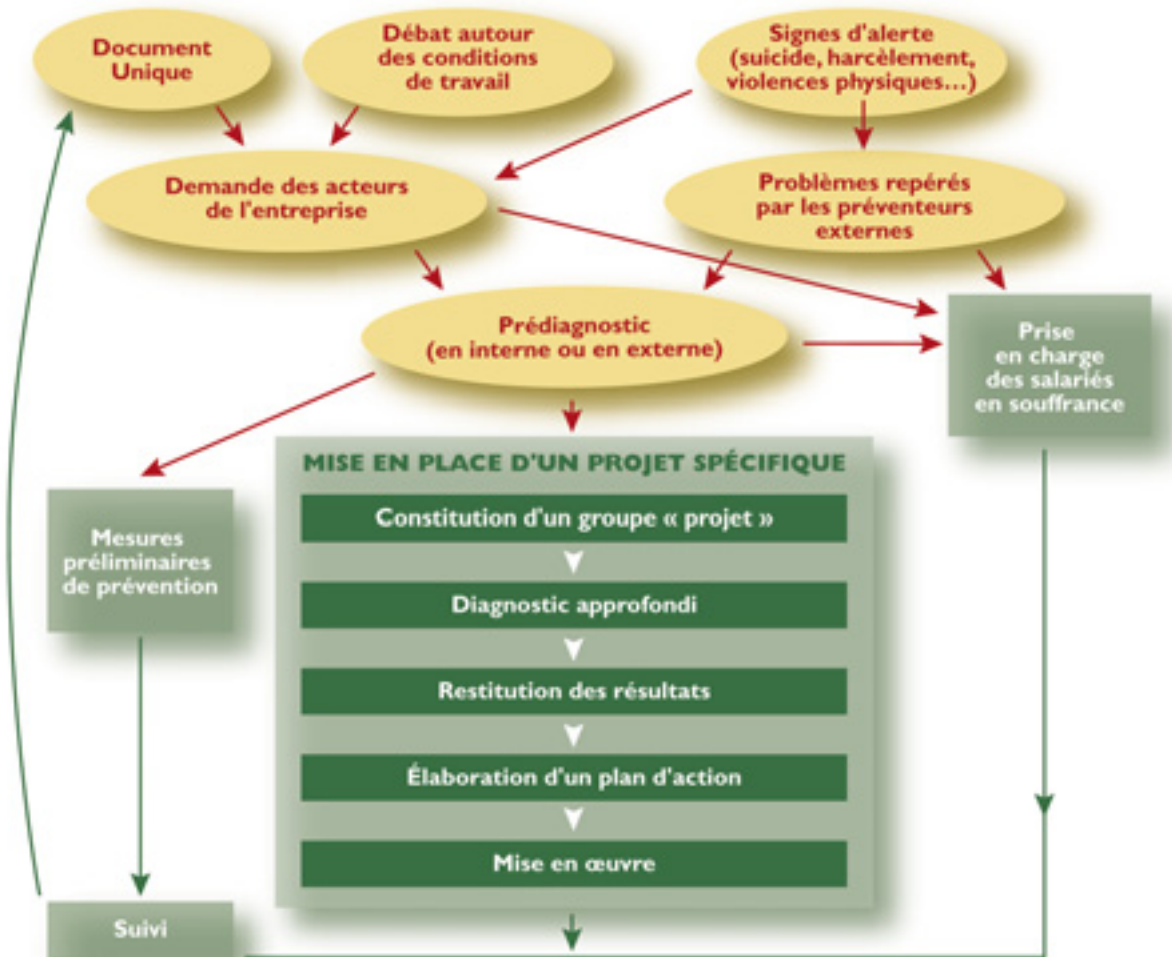 Document
Unique
Débat autour
des conditions
de travail
Signes d'alerte
(suicide, harcèlement,
violences physiques…)
Demande des acteurs
de l'entreprise
Problèmes repérés
par les préventeurs
externes
Prédiagnostic
(en interne ou en externe)
Prise
en charge
des salariés
en souffrance
MISE EN PLACE D'UN PROJET SPÉCIFIQUE
Constitution d'un groupe « projet »
Mesures
préliminaires
de prévention
Diagnostic approfondi
Restitution des résultats
Élaboration d'un plan d'action
Mise en œuvre
Suivi